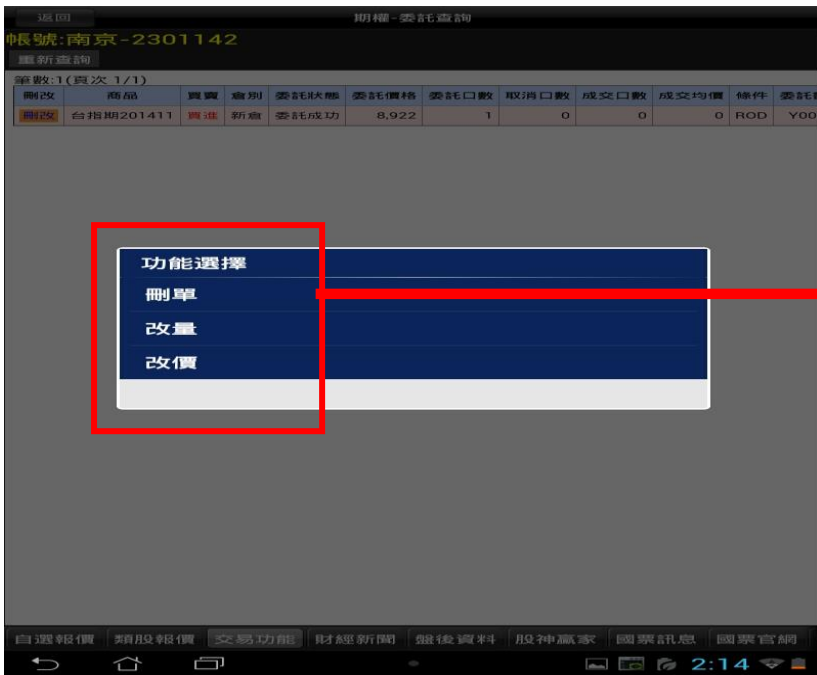 返回 期權-委託查詢
帳號:南京-2301142
重新查詢
筆數:1(頁次 1/1)
刪改 商品 買賣 倉別 委託狀態 委託價格 委託口數 取消口數 成交口數 成交均價 條件 委託
刪改 台指期201411 買進 新倉 委託成功 8,922 1 0 0 0 ROD Y00
功能選擇
刪單
改量
改價
自選報價 類股報價 交易功能 財經新聞 盤後資料 股神贏家 國票訊息 國票官網
2:14